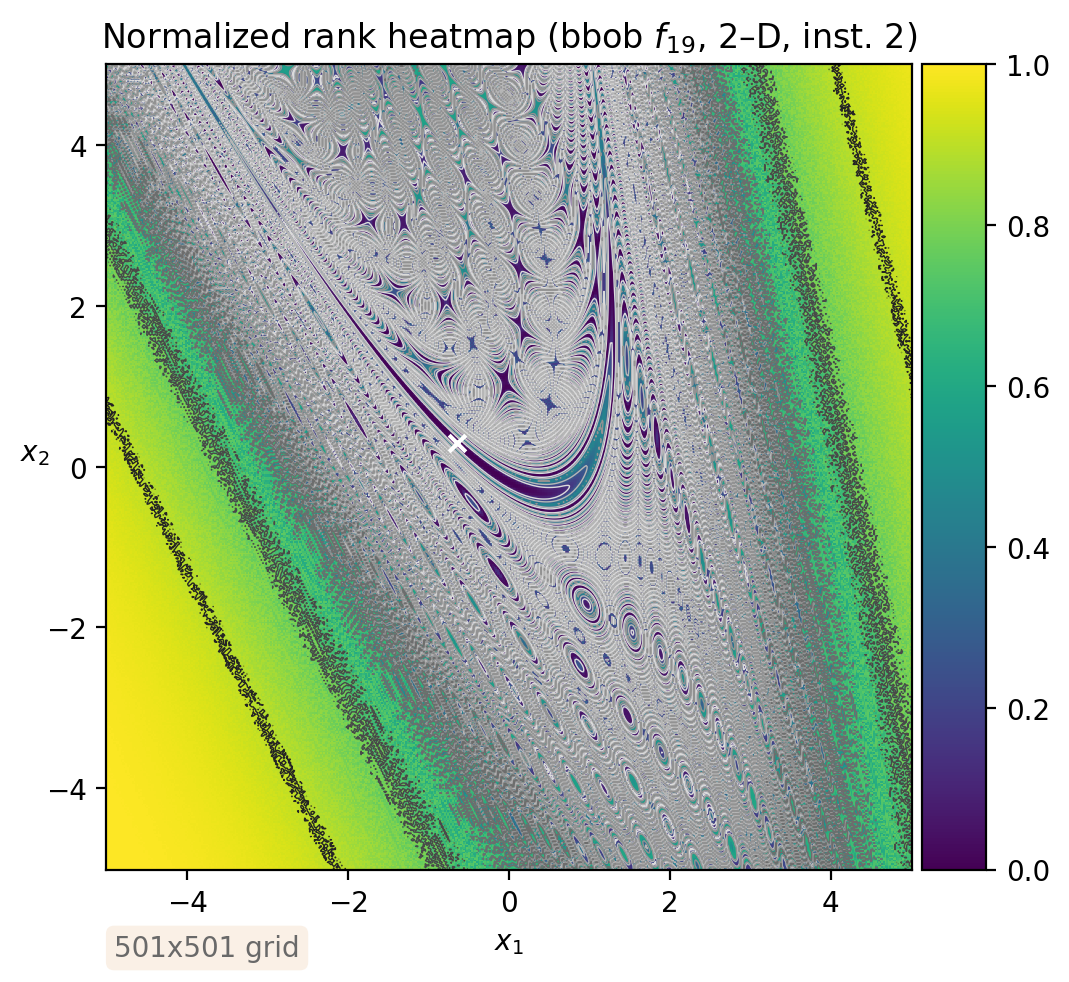 Normalized rank heatmap (bbob f19, 2–D, inst. 2)
1.0
4
0.8
2
0.6
x2
0
0.4
−2
0.2
−4
0.0
−4 −2 0 2 4
501x501 grid
x1